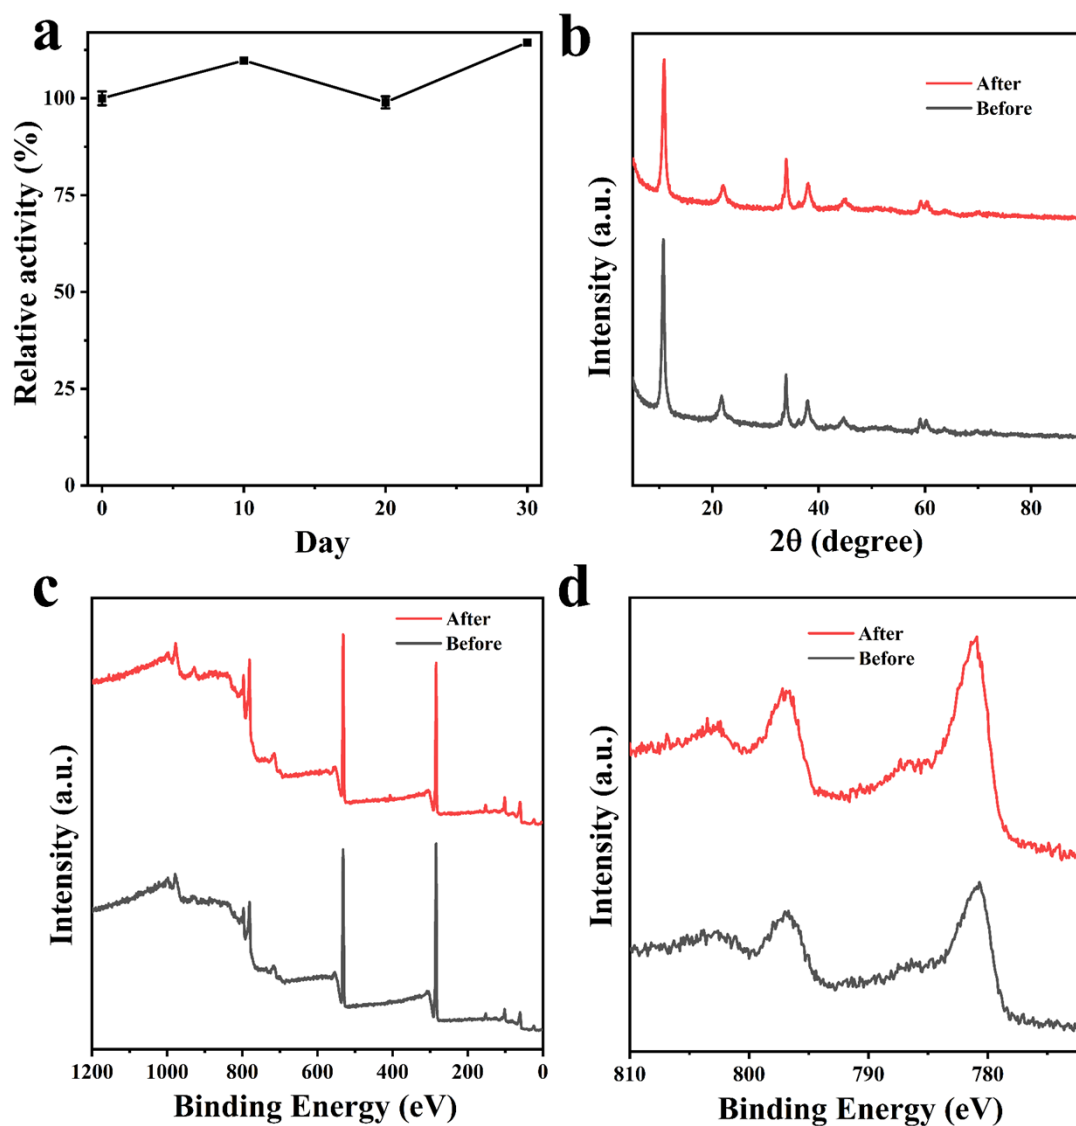 a
100
75
50
25
0
0
10
20
30
Relative activity (%)
Day
b
After
Before
20
40
60
80
Intensity (a.u.)
2θ (degree)
c
After
Before
1200
1000
800
600
400
200
0
Intensity (a.u.)
Binding Energy (eV)
d
After
Before
810
800
790
780
Intensity (a.u.)
Binding Energy (eV)